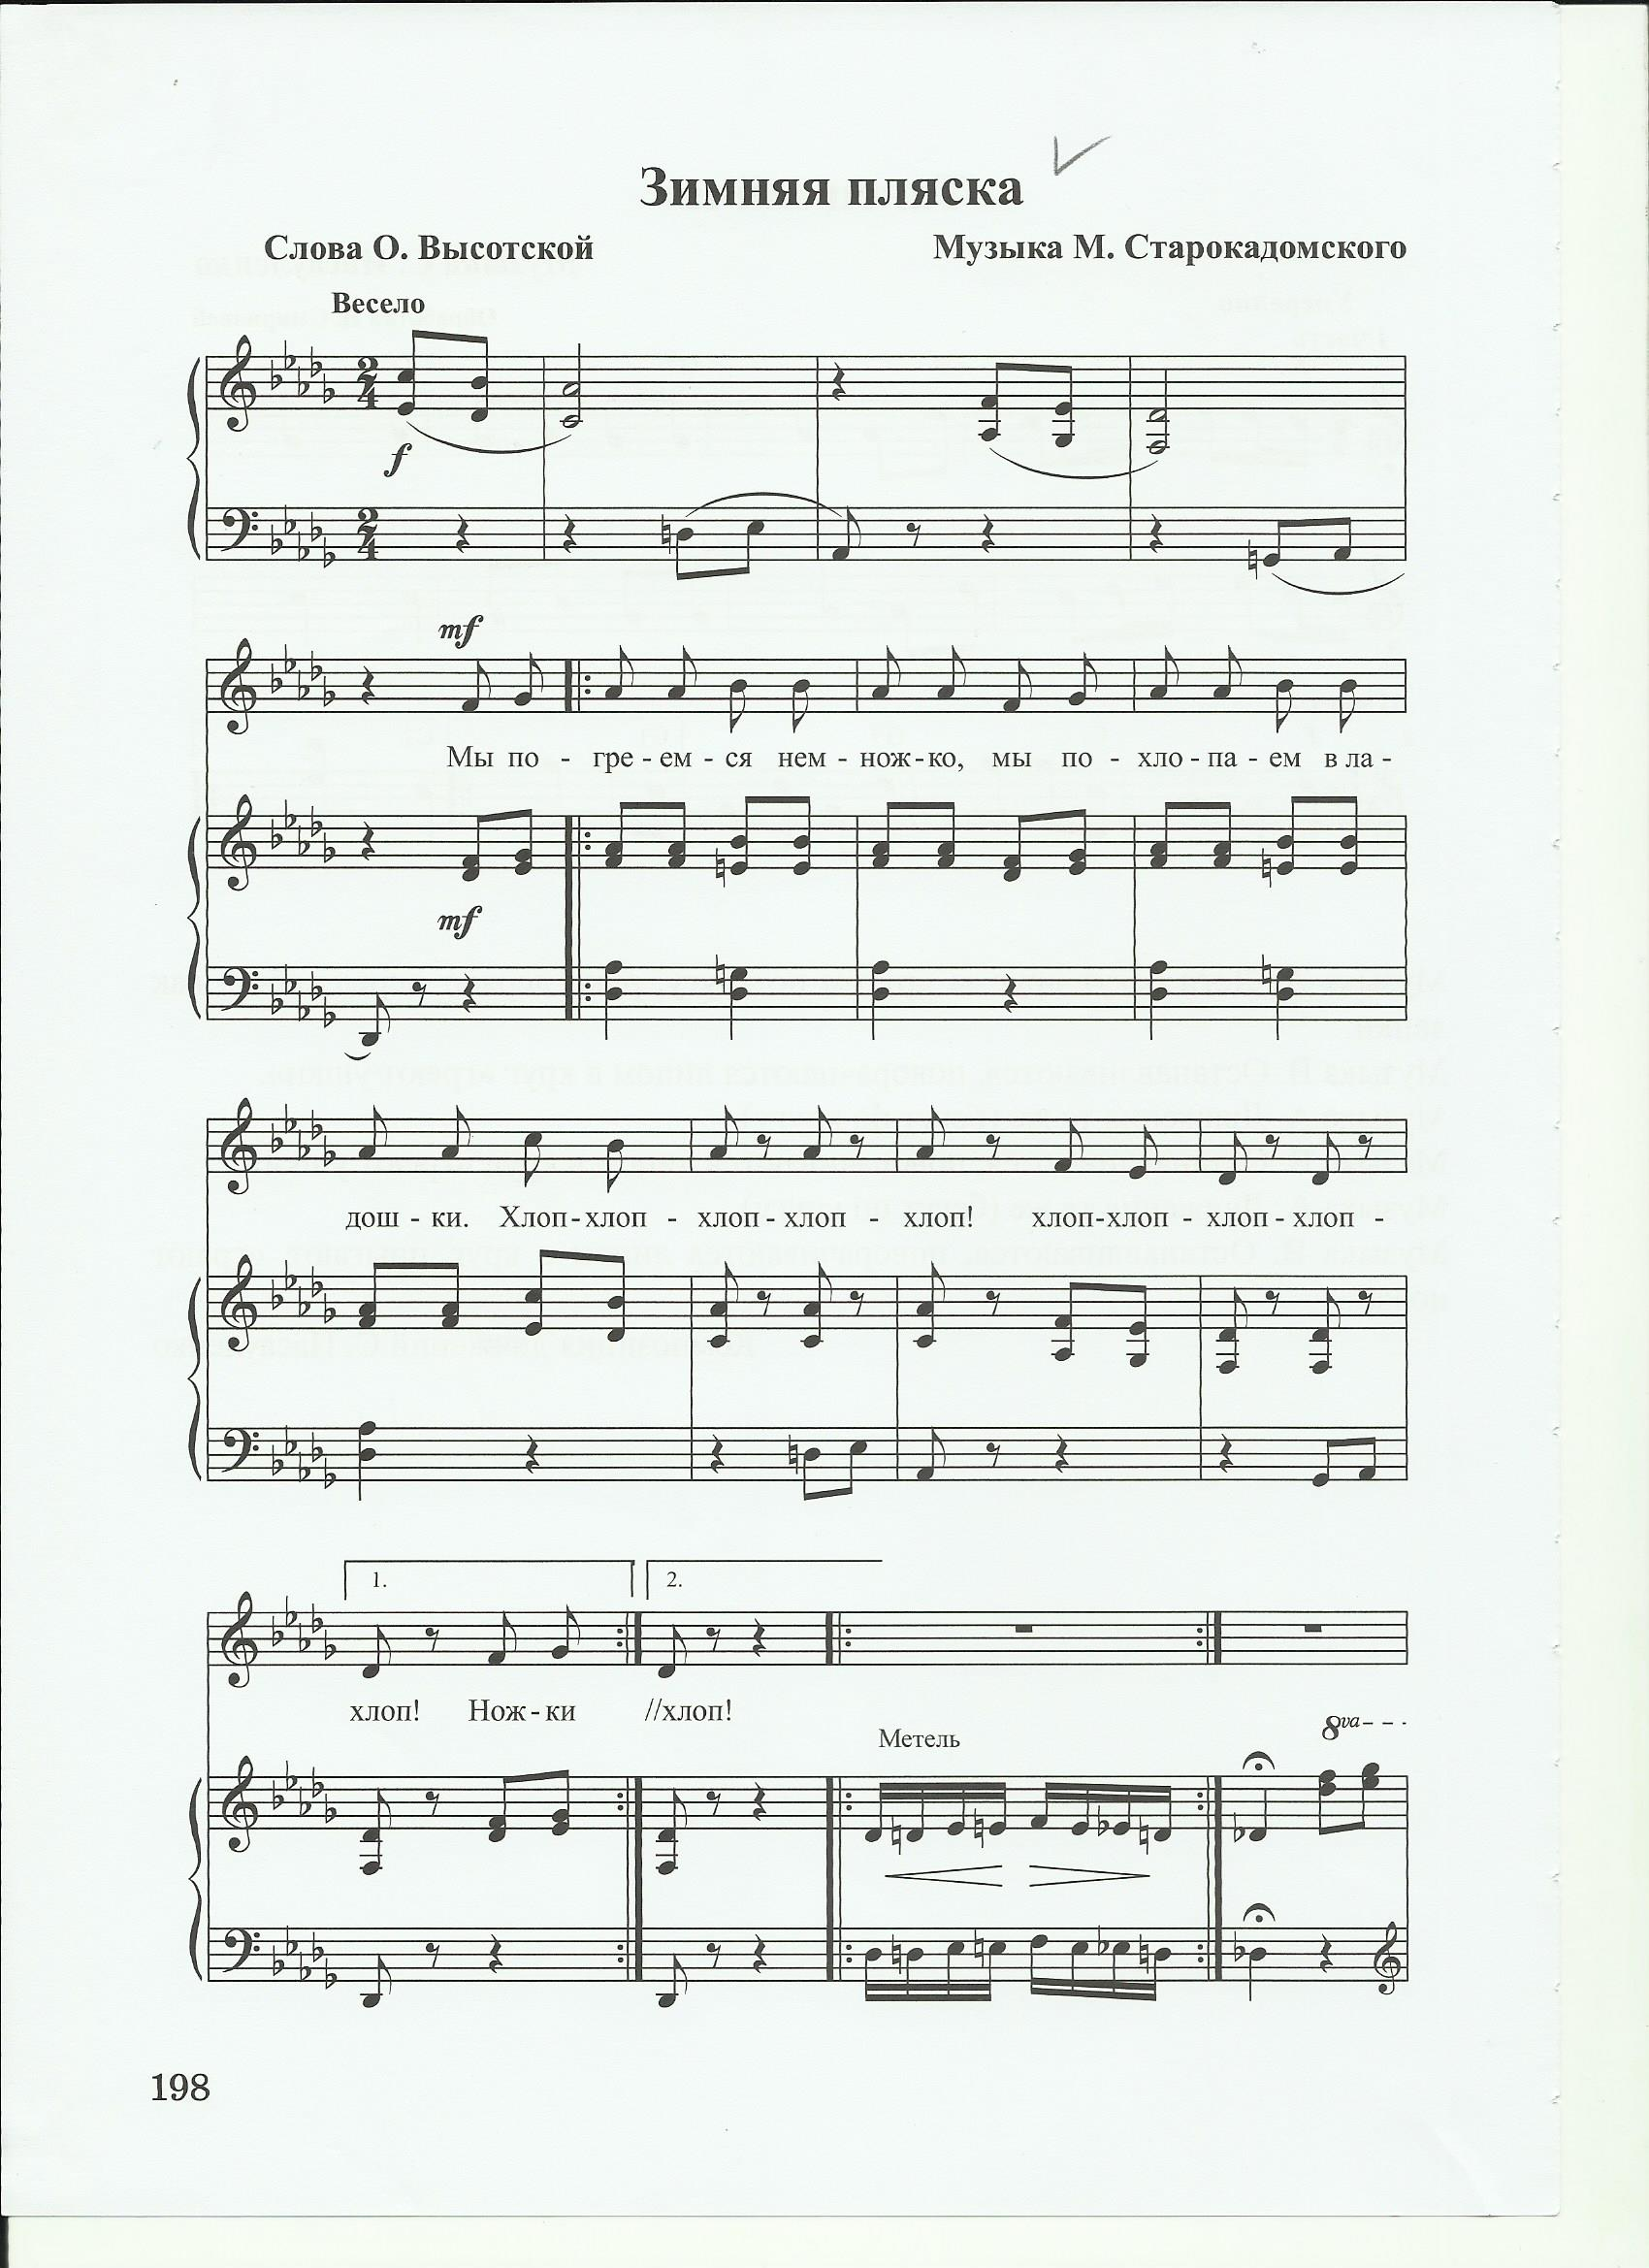 Зимняя пляска
Слова О. Высотской
Музыка М. Старокадомского
Весело
f
mf
Мы по - гре - ем - ся нем - нож - ко, мы по - хло - па - ем в ла -
mf
дош - ки. Хлоп - хлоп - хлоп - хлоп - хлоп! хлоп - хлоп - хлоп - хлоп -
1. 2.
хлоп! Нож - ки //хлоп!
Метель
8va
198